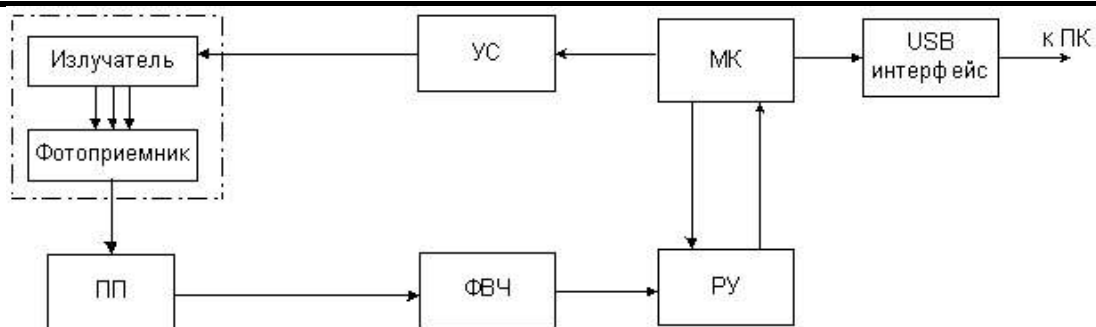 Излучатель
Фотоприемник
УС
МК
USB
интерфейс
к ПК
ПП
ФВЧ
РУ